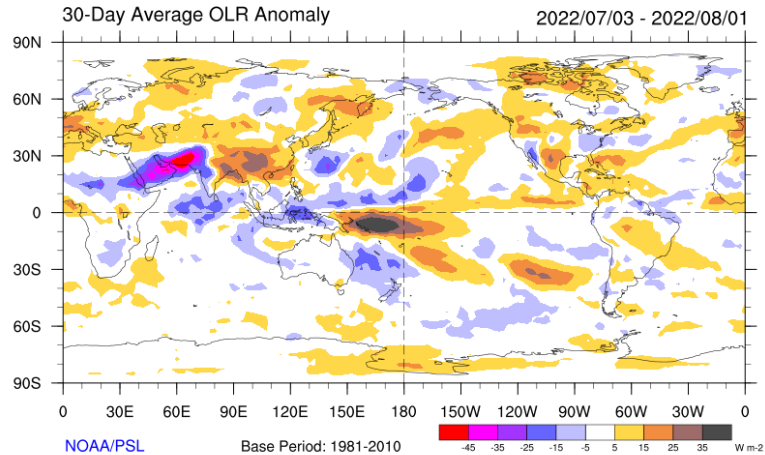 30-Day Average OLR Anomaly 2022/07/03 - 2022/08/01
90N
60N
30N
0
30S
60S
90S
0 30E 60E 90E 120E 150E 180 150W 120W 90W 60W 30W 0
-45 -35 -25 -15 -5 5 15 25 35 W m-2
NOAA/PSL Base Period: 1981-2010